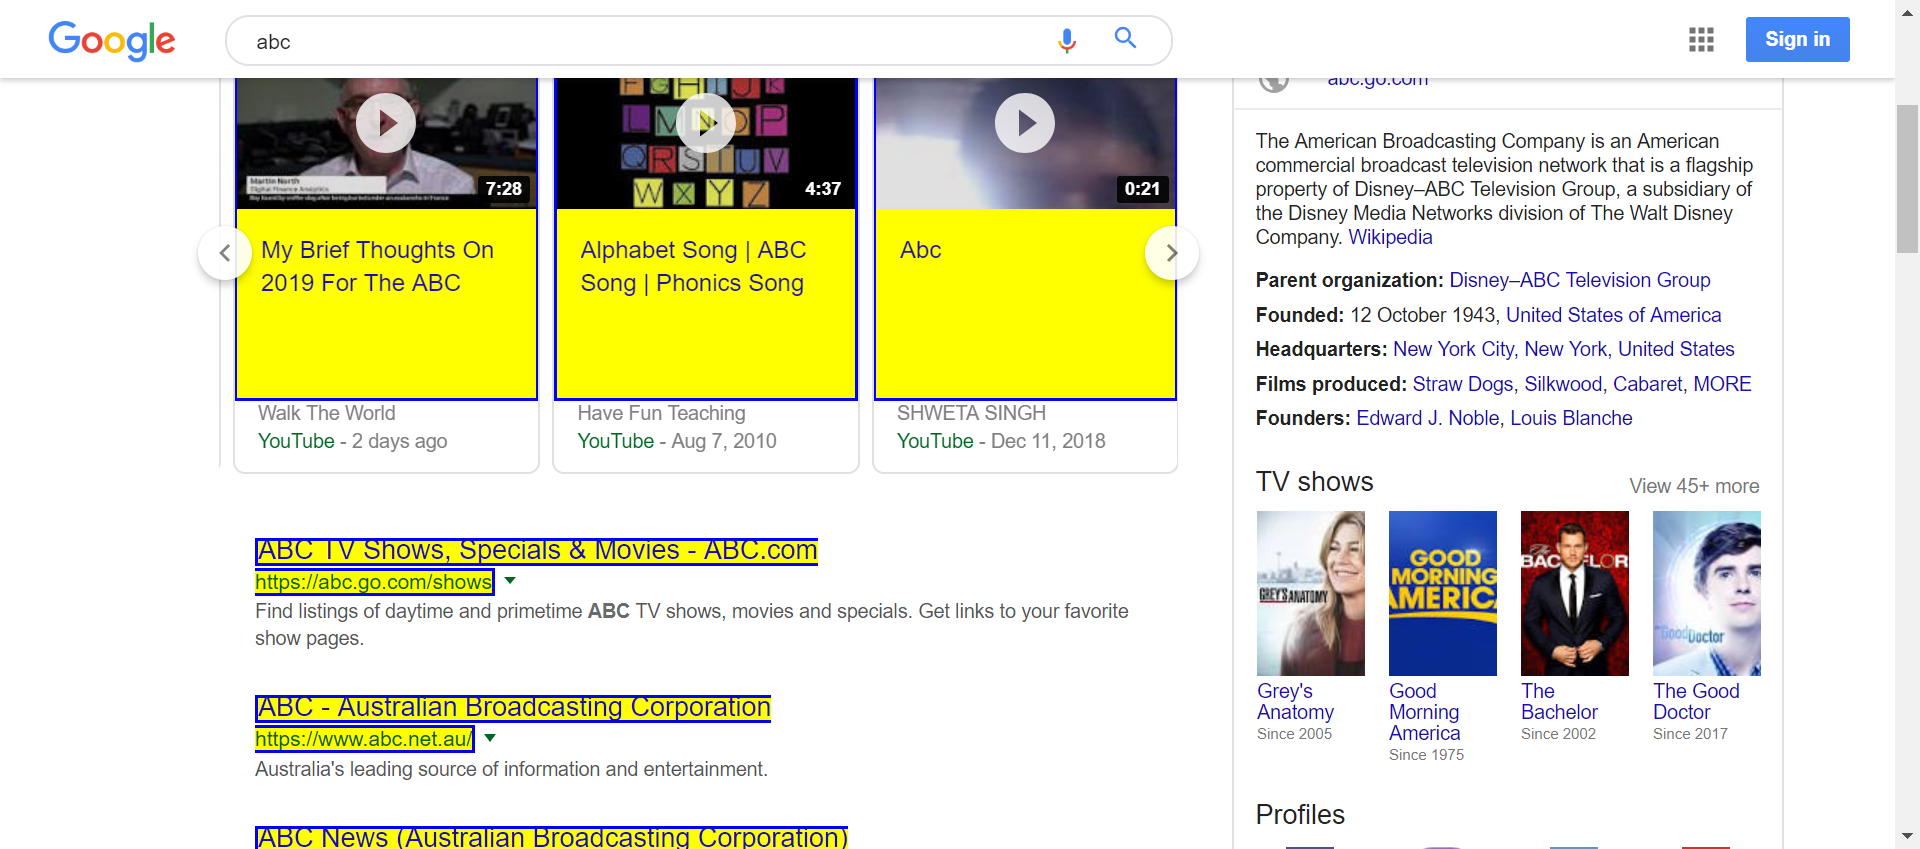 Google
abc
Sign in
abc.go.com
FGHIJK
LMNOP
QRSTUV
WXYZ
Martin North
Digital Finance Analytics
7:28
4:37
0:21
My Brief Thoughts On
2019 For The ABC
Alphabet Song | ABC
Song | Phonics Song
Abc
Walk The World
YouTube - 2 days ago
Have Fun Teaching
YouTube - Aug 7, 2010
SHWETA SINGH
YouTube - Dec 11, 2018
ABC TV Shows, Specials & Movies - ABC.com
https://abc.go.com/shows
Find listings of daytime and primetime ABC TV shows, movies and specials. Get links to your favorite
show pages.
ABC - Australian Broadcasting Corporation
https://www.abc.net.au/
Australia's leading source of information and entertainment.
ABC News (Australian Broadcasting Corporation)
The American Broadcasting Company is an American
commercial broadcast television network that is a flagship
property of Disney–ABC Television Group, a subsidiary of
the Disney Media Networks division of The Walt Disney
Company. Wikipedia
Parent organization: Disney–ABC Television Group
Founded: 12 October 1943, United States of America
Headquarters: New York City, New York, United States
Films produced: Straw Dogs, Silkwood, Cabaret, MORE
Founders: Edward J. Noble, Louis Blanche
TV shows
View 45+ more
GREY'S ANATOMY
GOOD
MORNING
AMERICA
The
BACHELOR
The Good Doctor
Grey's
Anatomy
Since 2005
Good
Morning
America
Since 1975
The
Bachelor
Since 2002
The Good
Doctor
Since 2017
Profiles